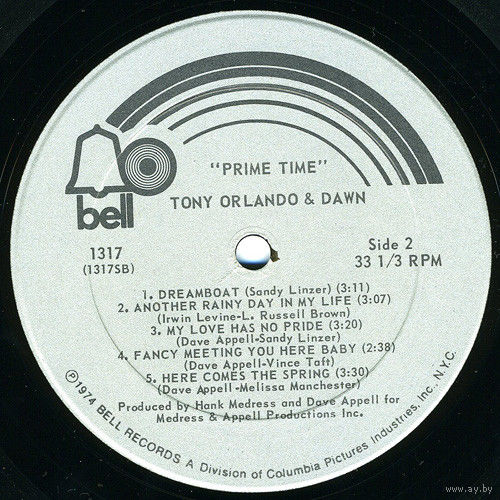 bell
"PRIME TIME"
TONY ORLANDO & DAWN
1317
(1317SB)
Side 2
33 1/3 RPM
1. DREAMBOAT (Sandy Linzer) (3:11)
2. ANOTHER RAINY DAY IN MY LIFE (3:07)
(Irwin Levine-L. Russell Brown)
3. MY LOVE HAS NO PRIDE (3:20)
(Dave Appell-Sandy Linzer)
4. FANCY MEETING YOU HERE BABY (2:38)
(Dave Appell-Vince Taft)
5. HERE COMES THE SPRING (3:30)
(Dave Appell-Melissa Manchester)
Produced by Hank Medress and Dave Appell for
Medress & Appell Productions Inc.
℗1974 BELL RECORDS A Division of Columbia Pictures Industries, Inc., N.Y.C.
www.ay.by